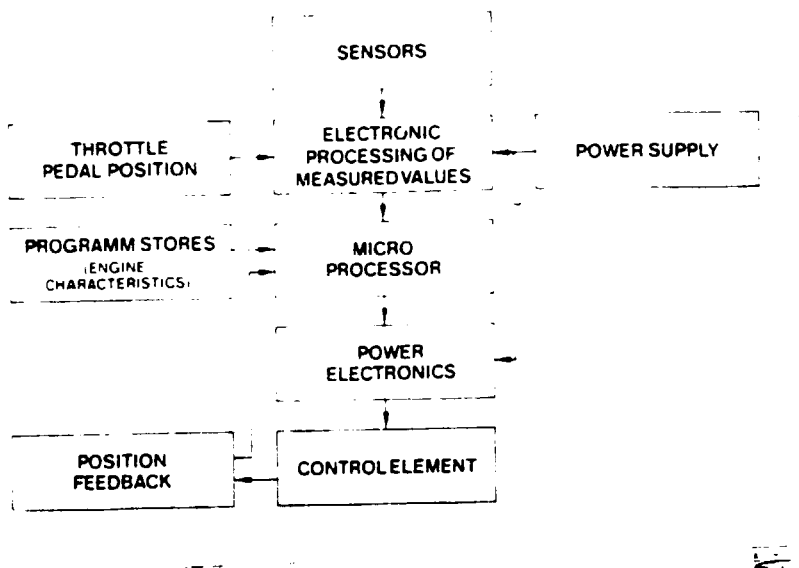 SENSORS
THROTTLE
PEDAL POSITION
ELECTRONIC
PROCESSING OF
MEASURED VALUES
POWER SUPPLY
PROGRAMM STORES
(ENGINE
CHARACTERISTICS)
MICRO
PROCESSOR
POWER
ELECTRONICS
POSITION
FEEDBACK
CONTROL ELEMENT